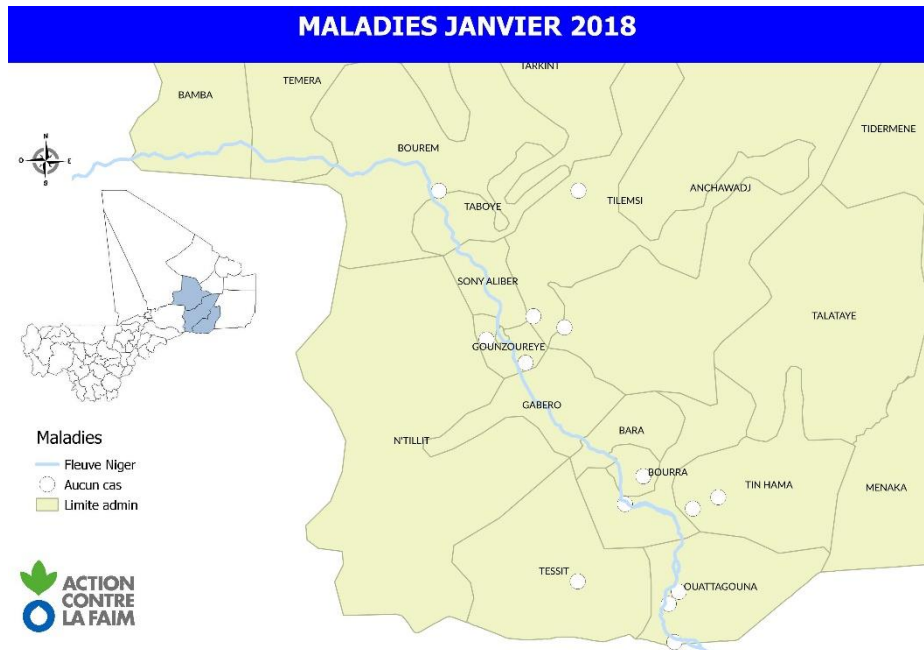 MALADIES JANVIER 2018
TARKINT
TEMERA
BAMBA
TIDERMENE
BOUREM
N
O
E
S
ANCHAWADJ
TILEMSI
TABOYE
SONY ALIBER
TALATAYE
GOUNZOUREYE
GABERO
BARA
N'TILLIT
Maladies
Fleuve Niger
Aucun cas
Limite admin
BOURRA
TIN HAMA
MENAKA
TESSIT
OUATTAGOUNA
ACTION
CONTRE
LA FAIM